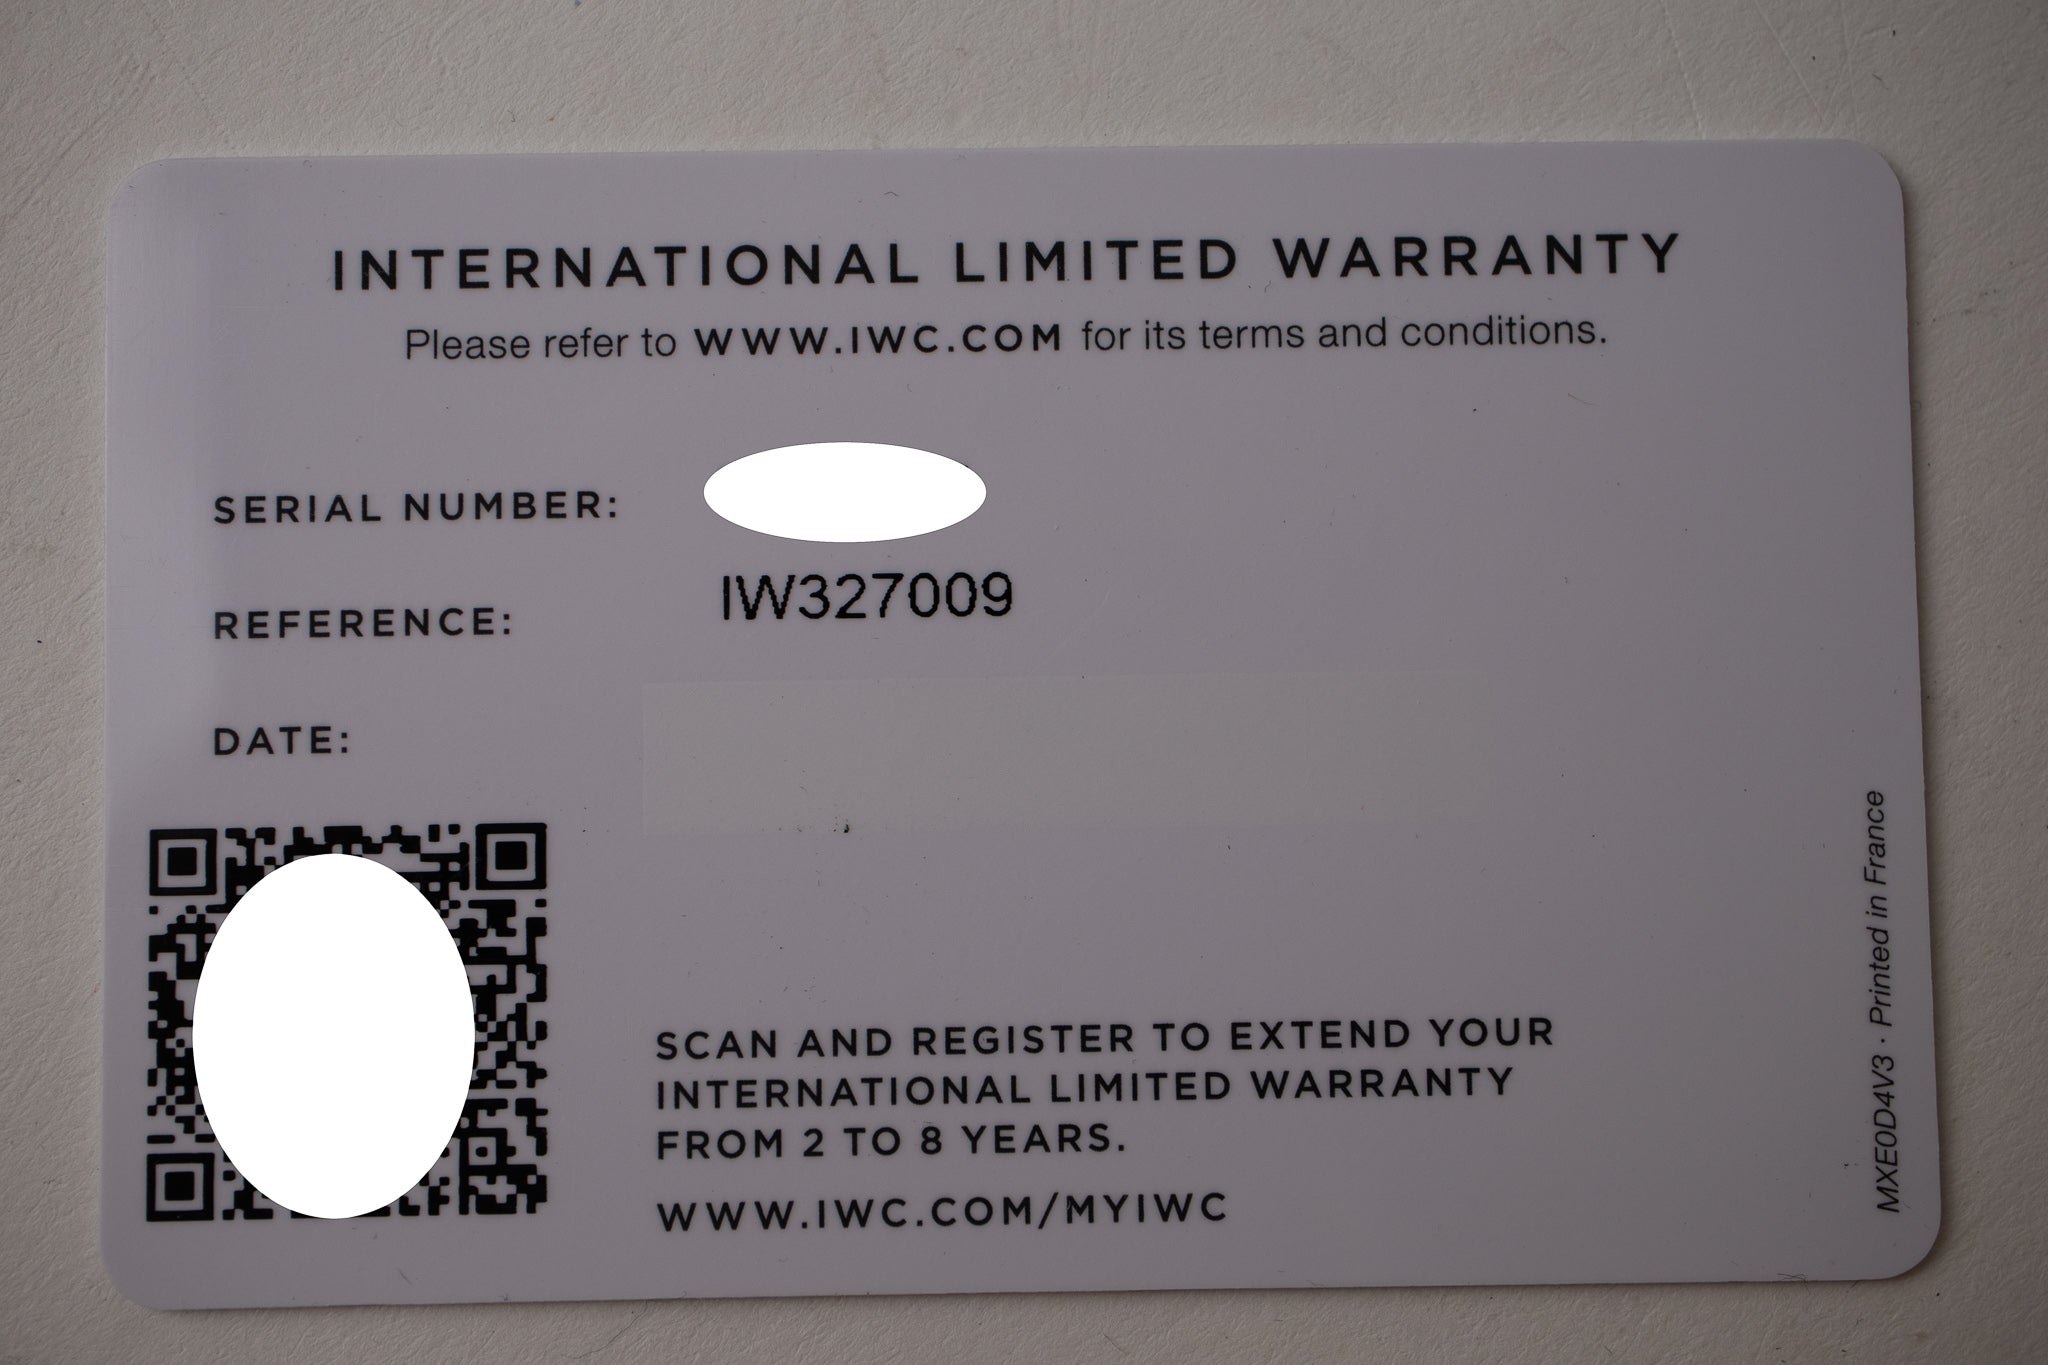 INTERNATIONAL LIMITED WARRANTY
Please refer to WWW.IWC.COM for its terms and conditions.
SERIAL NUMBER:
REFERENCE: IW327009
DATE:
SCAN AND REGISTER TO EXTEND YOUR
INTERNATIONAL LIMITED WARRANTY
FROM 2 TO 8 YEARS.
WWW.IWC.COM/MYIWC
MXE0D4V3 · Printed in France